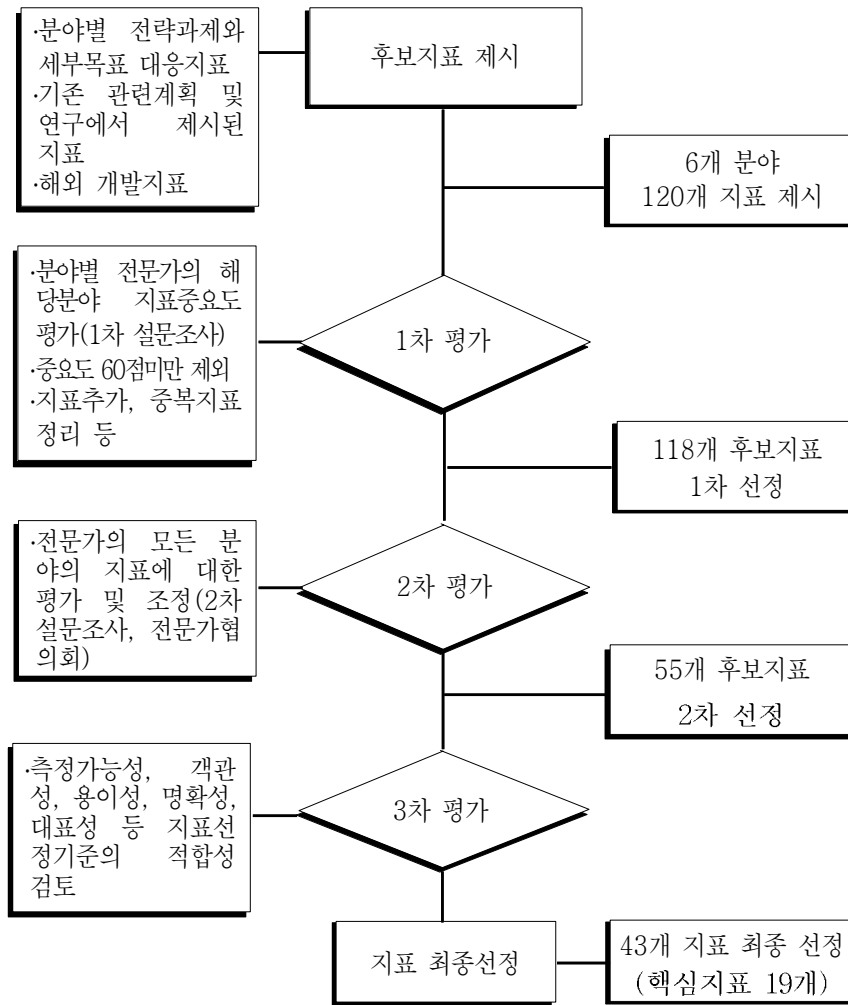 ·분야별 전략과제와
세부목표 대응지표
·기존 관련계획 및
연구에서 제시된
지표
·해외 개발지표
후보지표 제시
6개 분야
120개 지표 제시
·분야별 전문가의 해
당분야 지표중요도
평가(1차 설문조사)
·중요도 60점미만 제외
·지표추가, 중복지표
정리 등
1차 평가
118개 후보지표
1차 선정
·전문가의 모든 분
야의 지표에 대한
평가 및 조정(2차
설문조사, 전문가협
의회)
2차 평가
55개 후보지표
2차 선정
·측정가능성, 객관
성, 용이성, 명확성,
대표성 등 지표선
정기준의 적합성
검토
3차 평가
지표 최종선정
43개 지표 최종 선정
(핵심지표 19개)